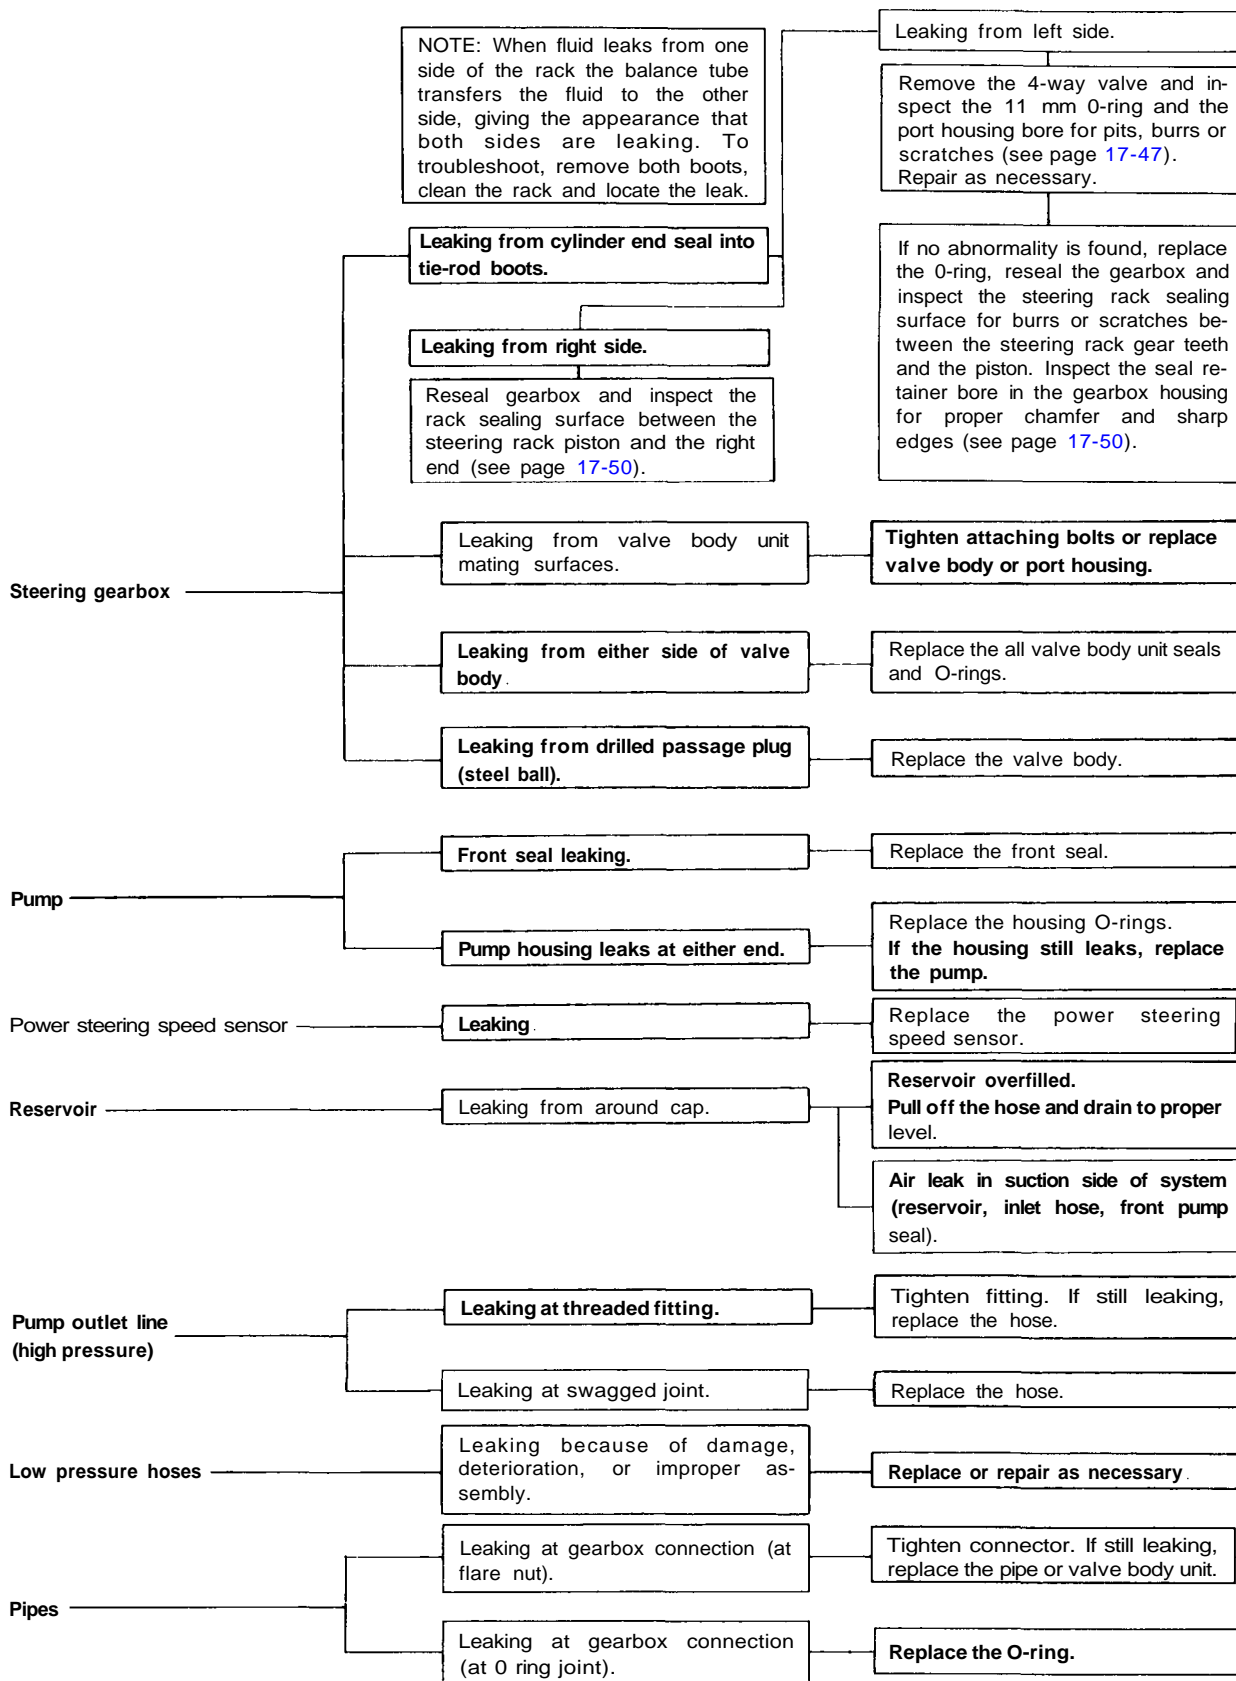 NOTE: When fluid leaks from one
side of the rack the balance tube
transfers the fluid to the other
side, giving the appearance that
both sides are leaking. To
troubleshoot, remove both boots,
clean the rack and locate the leak.
Leaking from left side.
Remove the 4-way valve and in-
spect the 11 mm 0-ring and the
port housing bore for pits, burrs or
scratches (see page 17-47).
Repair as necessary.
If no abnormality is found, replace
the 0-ring, reseal the gearbox and
inspect the steering rack sealing
surface for burrs or scratches be-
tween the steering rack gear teeth
and the piston. Inspect the seal re-
tainer bore in the gearbox housing
for proper chamfer and sharp
edges (see page 17-50).
Leaking from cylinder end seal into
tie-rod boots.
Leaking from right side.
Reseal gearbox and inspect the
rack sealing surface between the
steering rack piston and the right
end (see page 17-50).
Steering gearbox
Leaking from valve body unit
mating surfaces.
Tighten attaching bolts or replace
valve body or port housing.
Leaking from either side of valve
body.
Replace the all valve body unit seals
and O-rings.
Leaking from drilled passage plug
(steel ball).
Replace the valve body.
Pump
Front seal leaking.
Replace the front seal.
Pump housing leaks at either end.
Replace the housing O-rings.
If the housing still leaks, replace
the pump.
Power steering speed sensor
Leaking.
Replace the power steering
speed sensor.
Reservoir
Leaking from around cap.
Reservoir overfilled.
Pull off the hose and drain to proper
level.
Air leak in suction side of system
(reservoir, inlet hose, front pump
seal).
Pump outlet line
(high pressure)
Leaking at threaded fitting.
Tighten fitting. If still leaking,
replace the hose.
Leaking at swagged joint.
Replace the hose.
Low pressure hoses
Leaking because of damage,
deterioration, or improper as-
sembly.
Replace or repair as necessary.
Pipes
Leaking at gearbox connection (at
flare nut).
Tighten connector. If still leaking,
replace the pipe or valve body unit.
Leaking at gearbox connection
(at 0 ring joint).
Replace the O-ring.